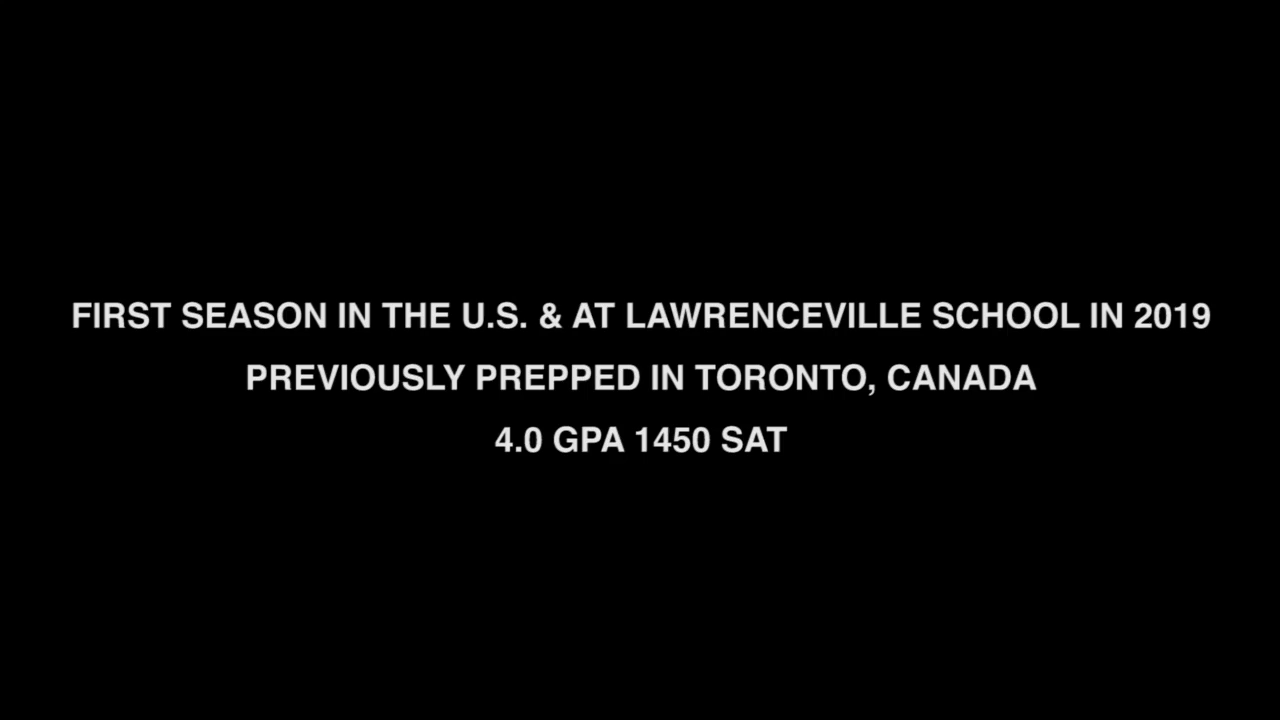 FIRST SEASON IN THE U.S. & AT LAWRENCEVILLE SCHOOL IN 2019
PREVIOUSLY PREPPED IN TORONTO, CANADA
4.0 GPA 1450 SAT